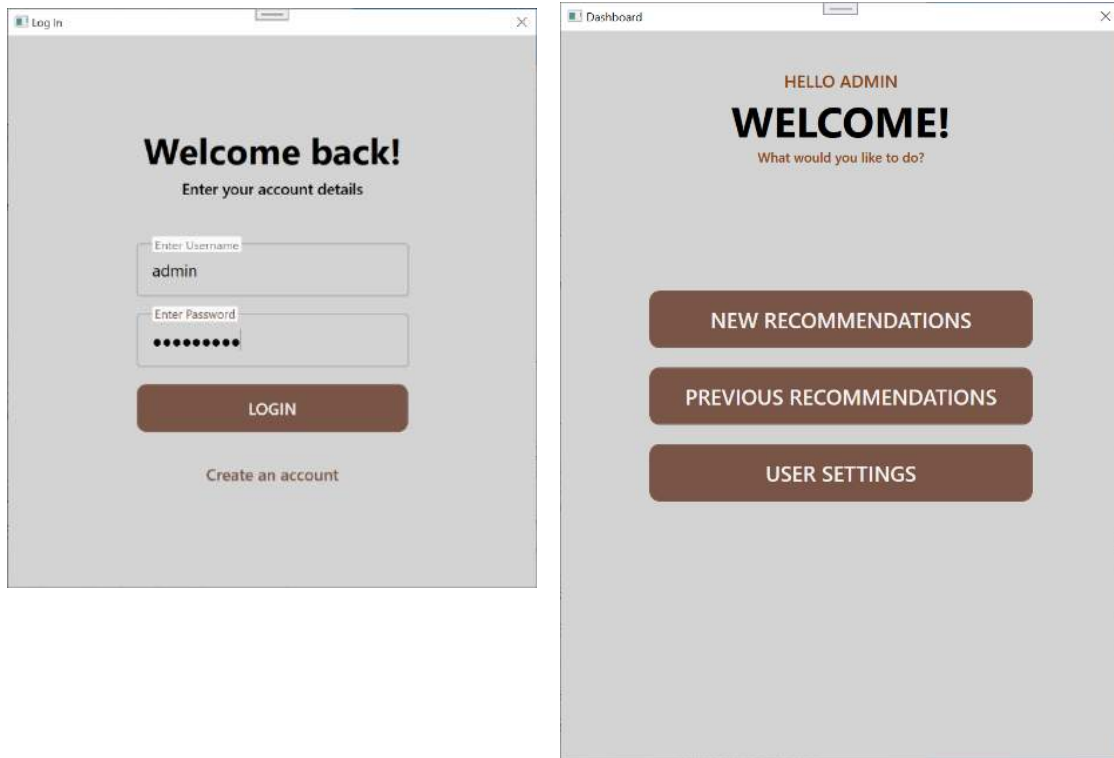 Log In
Welcome back!
Enter your account details
Enter Username
admin
Enter Password
•••••••••
LOGIN
Create an account
Dashboard
HELLO ADMIN
WELCOME!
What would you like to do?
NEW RECOMMENDATIONS
PREVIOUS RECOMMENDATIONS
USER SETTINGS